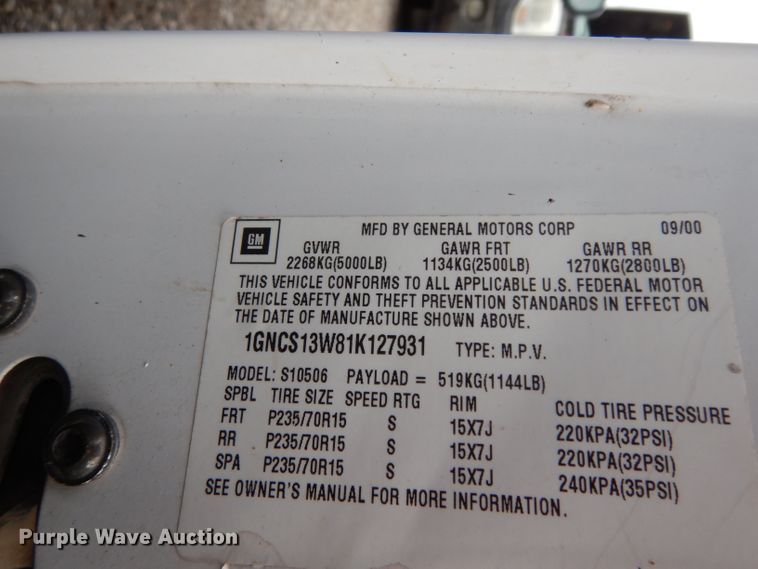 GM
MFD BY GENERAL MOTORS CORP 09/00
GVWR GAWR FRT GAWR RR
2268KG(5000LB) 1134KG(2500LB) 1270KG(2800LB)
THIS VEHICLE CONFORMS TO ALL APPLICABLE U.S. FEDERAL MOTOR
VEHICLE SAFETY AND THEFT PREVENTION STANDARDS IN EFFECT ON
THE DATE OF MANUFACTURE SHOWN ABOVE.
1GNCS13W81K127931 TYPE: M.P.V.
MODEL: S10506 PAYLOAD = 519KG(1144LB)
SPBL TIRE SIZE SPEED RTG RIM COLD TIRE PRESSURE
FRT P235/70R15 S 15X7J 220KPA(32PSI)
RR P235/70R15 S 15X7J 220KPA(32PSI)
SPA P235/70R15 S 15X7J 240KPA(35PSI)
SEE OWNER'S MANUAL FOR MORE INFORMATION.
Purple Wave Auction